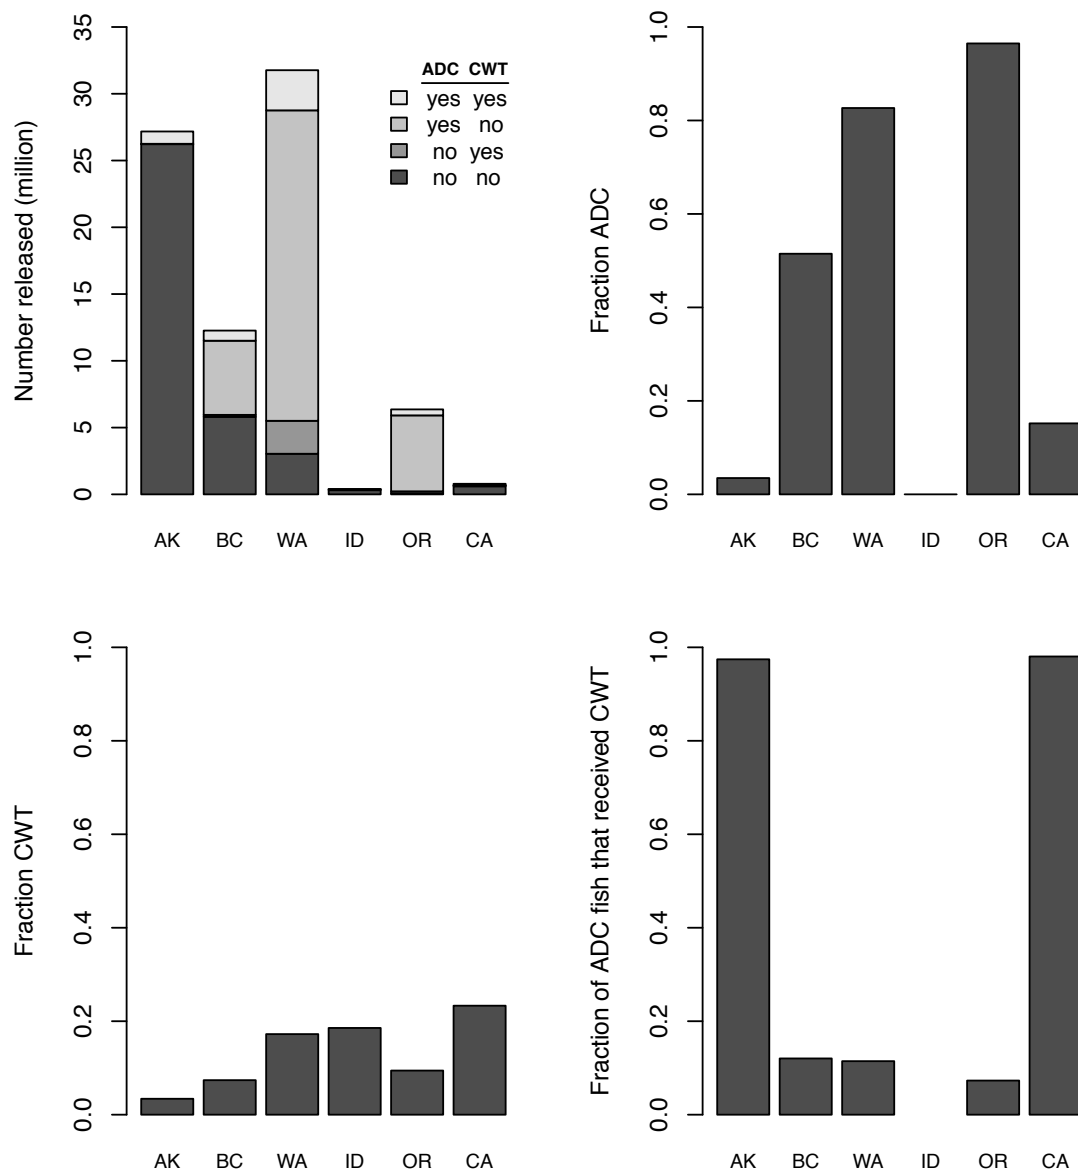 Number released (million)
35
30
25
20
15
10
5
0
ADC CWT
yes yes
yes no
no yes
no no
AK BC WA ID OR CA
Fraction ADC
1.0
0.8
0.6
0.4
0.2
0.0
AK BC WA ID OR CA
Fraction CWT
1.0
0.8
0.6
0.4
0.2
0.0
AK BC WA ID OR CA
Fraction of ADC fish that received CWT
1.0
0.8
0.6
0.4
0.2
0.0
AK BC WA ID OR CA